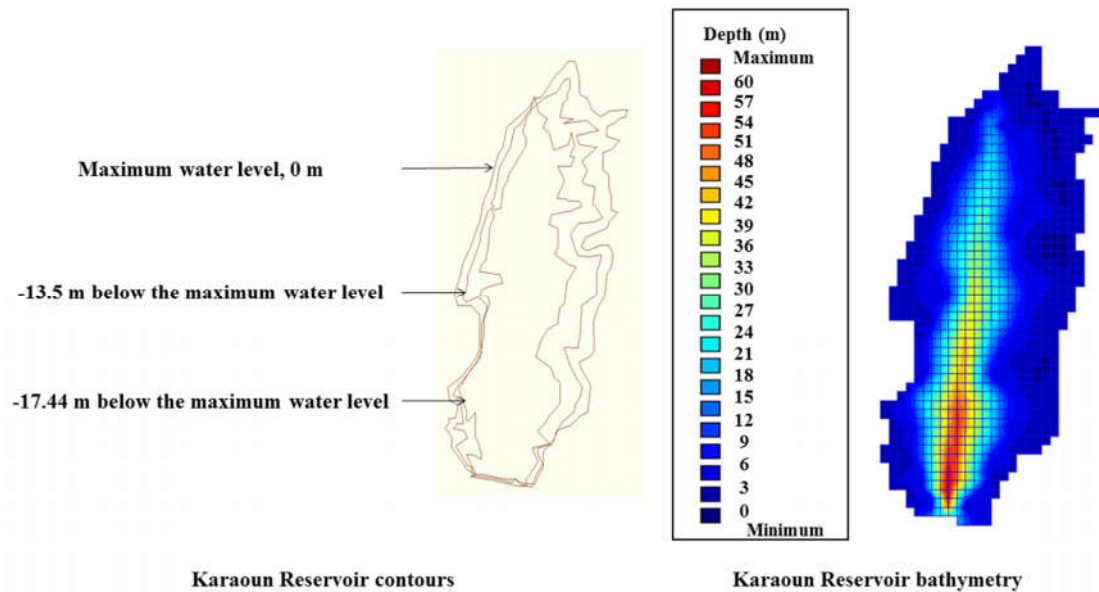 Maximum water level, 0 m
-13.5 m below the maximum water level
-17.44 m below the maximum water level
Karaoun Reservoir contours
Depth (m)
Maximum
60
57
54
51
48
45
42
39
36
33
30
27
24
21
18
15
12
9
6
3
0
Minimum
Karaoun Reservoir bathymetry